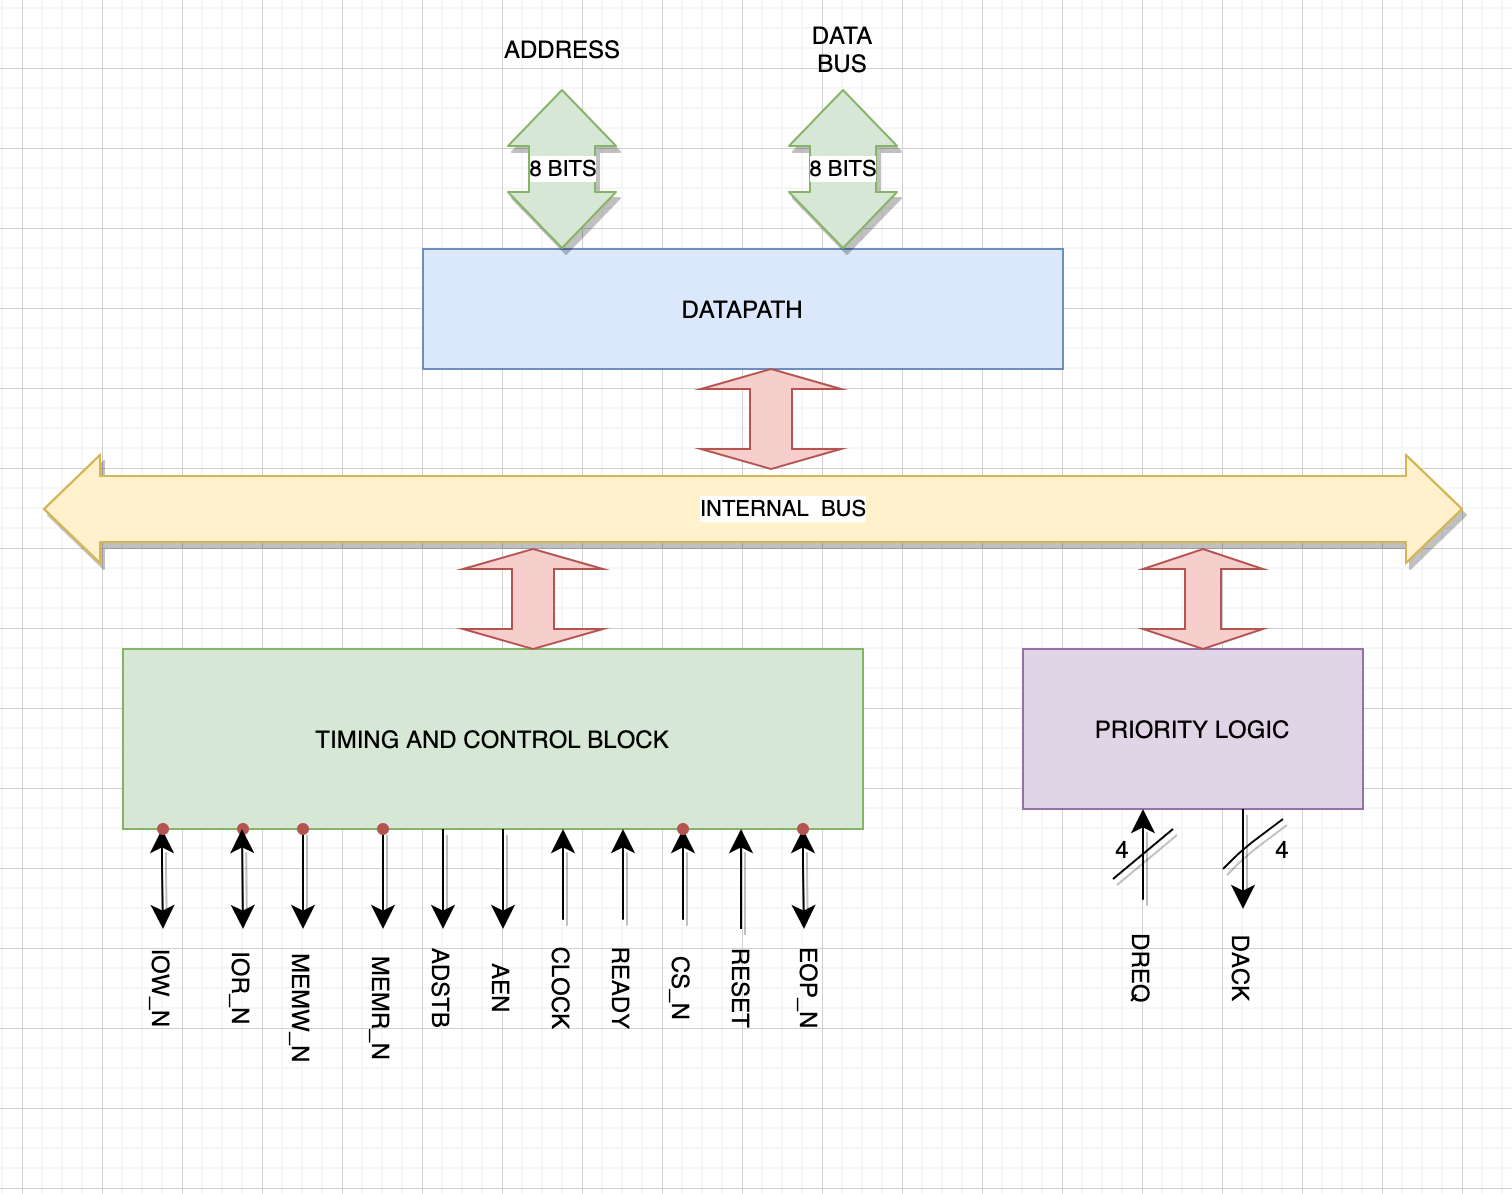 ADDRESS
DATA
BUS
8 BITS
8 BITS
DATAPATH
INTERNAL BUS
TIMING AND CONTROL BLOCK
PRIORITY LOGIC
4
4
IOW_N
IOR_N
MEMW_N
MEMR_N
ADSTB
AEN
CLOCK
READY
CS_N
RESET
EOP_N
DREQ
DACK